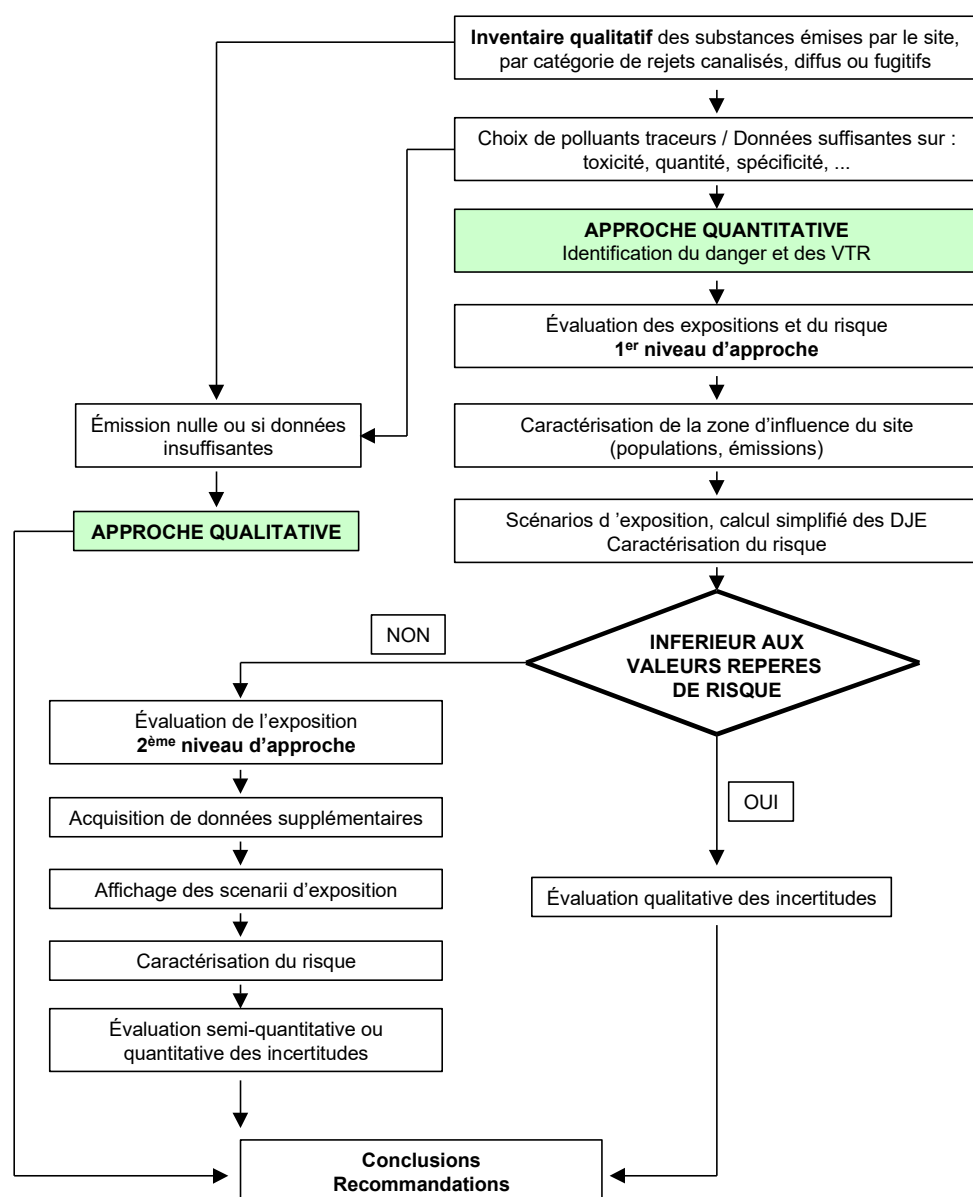 Inventaire qualitatif des substances émises par le site,
par catégorie de rejets canalisés, diffus ou fugitifs
Choix de polluants traceurs / Données suffisantes sur :
toxicité, quantité, spécificité, ...
APPROCHE QUANTITATIVE
Identification du danger et des VTR
Évaluation des expositions et du risque
1er niveau d’approche
Émission nulle ou si données
insuffisantes
Caractérisation de la zone d’influence du site
(populations, émissions)
APPROCHE QUALITATIVE
Scénarios d ’exposition, calcul simplifié des DJE
Caractérisation du risque
NON
INFERIEUR AUX
VALEURS REPERES
DE RISQUE
Évaluation de l’exposition
2ème niveau d’approche
Acquisition de données supplémentaires
OUI
Affichage des scenarii d’exposition
Évaluation qualitative des incertitudes
Caractérisation du risque
Évaluation semi-quantitative ou
quantitative des incertitudes
Conclusions
Recommandations